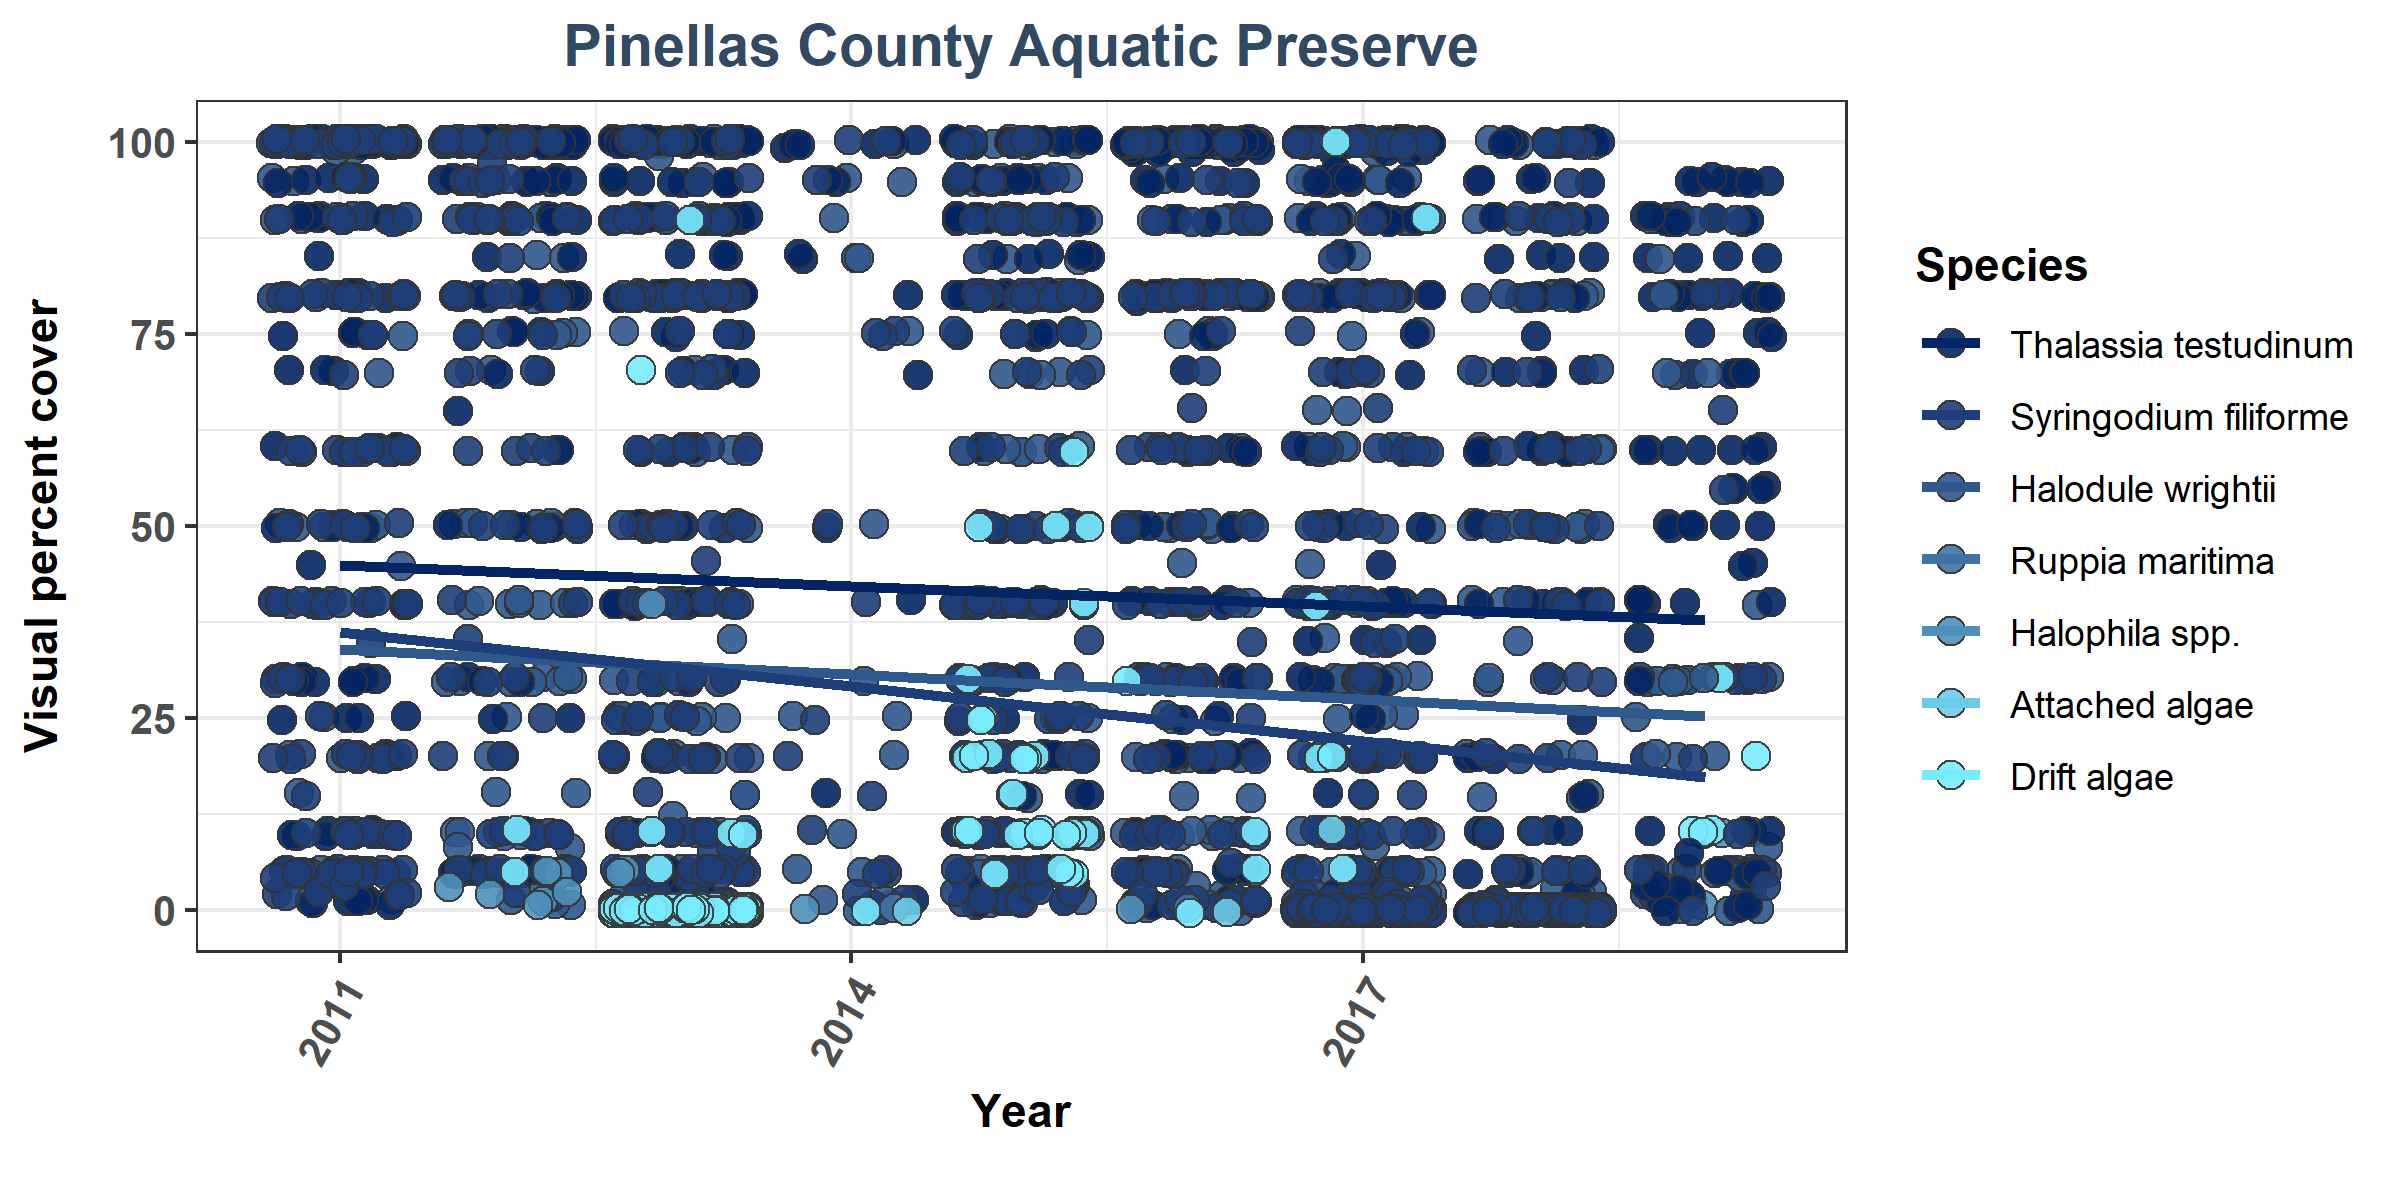 Pinellas County Aquatic Preserve
Visual percent cover
100
75
50
25
0
2011
2014
2017
Year
Species
Thalassia testudinum
Syringodium filiforme
Halodule wrightii
Ruppia maritima
Halophila spp.
Attached algae
Drift algae